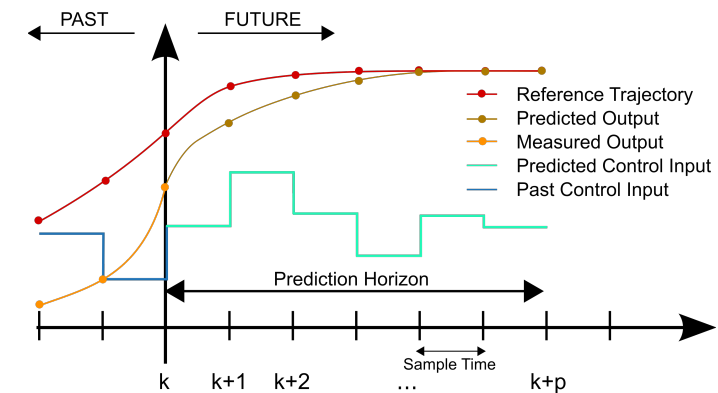 PAST
FUTURE
Reference Trajectory
Predicted Output
Measured Output
Predicted Control Input
Past Control Input
Prediction Horizon
Sample Time
k k+1 k+2 ... k+p